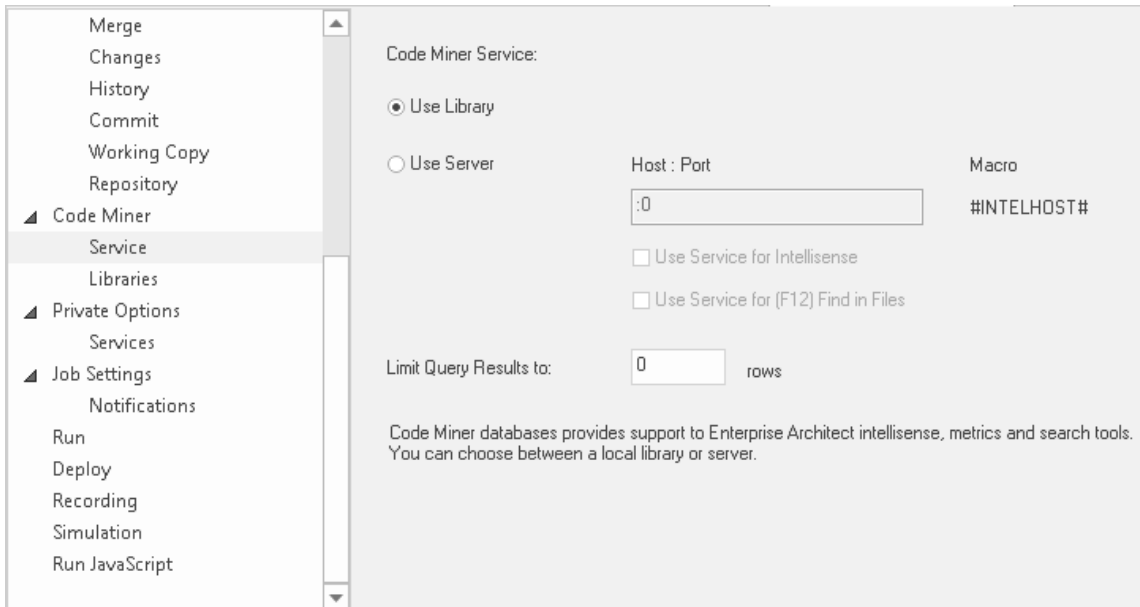 Merge
Changes
History
Commit
Working Copy
Repository
Code Miner
Service
Libraries
Private Options
Services
Job Settings
Notifications
Run
Deploy
Recording
Simulation
Run JavaScript
Code Miner Service:
Use Library
Use Server
Host : Port
Macro
:0
#INTELHOST#
Use Service for Intellisense
Use Service for (F12) Find in Files
Limit Query Results to:
0
rows
Code Miner databases provides support to Enterprise Architect intellisense, metrics and search tools.
You can choose between a local library or server.